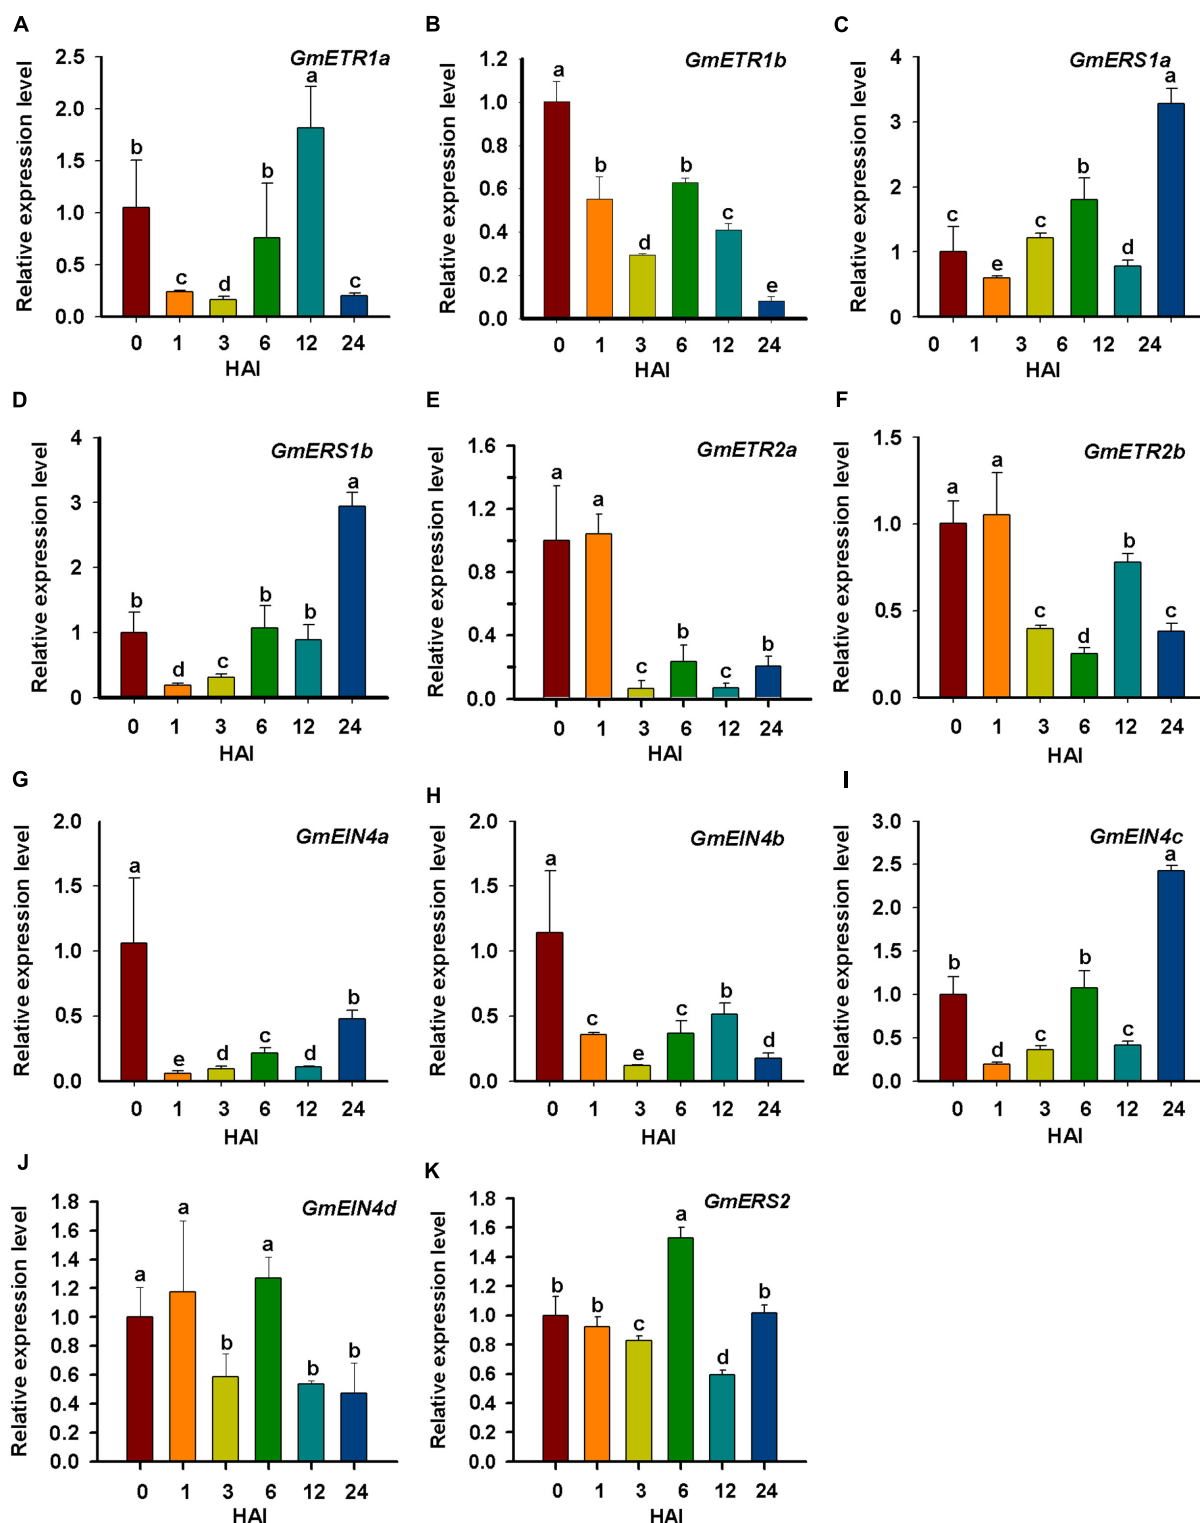 A
GmETR1a
Relative expression level
2.5
2.0
1.5
1.0
0.5
0.0
b
c
d
b
a
c
0 1 3 6 12 24
HAI
B
GmETR1b
Relative expression level
1.2
1.0
0.8
0.6
0.4
0.2
0.0
a
b
d
b
c
e
0 1 3 6 12 24
HAI
C
GmERS1a
Relative expression level
4
3
2
1
0
c
e
c
b
d
a
0 1 3 6 12 24
HAI
D
GmERS1b
Relative expression level
4
3
2
1
0
b
d
c
b
b
a
0 1 3 6 12 24
HAI
E
GmETR2a
Relative expression level
1.6
1.2
0.8
0.4
0.0
a
a
c
b
c
b
0 1 3 6 12 24
HAI
F
GmETR2b
Relative expression level
1.5
1.0
0.5
0.0
a
a
c
d
b
c
0 1 3 6 12 24
HAI
G
GmEIN4a
Relative expression level
2.0
1.5
1.0
0.5
0.0
a
e
d
c
d
b
0 1 3 6 12 24
HAI
H
GmEIN4b
Relative expression level
2.0
1.5
1.0
0.5
0.0
a
c
e
c
b
d
0 1 3 6 12 24
HAI
I
GmEIN4c
Relative expression level
3.0
2.5
2.0
1.5
1.0
0.5
0.0
b
d
c
b
c
a
0 1 3 6 12 24
HAI
J
GmEIN4d
Relative expression level
1.8
1.6
1.4
1.2
1.0
0.8
0.6
0.4
0.2
0.0
a
a
b
a
b
b
0 1 3 6 12 24
HAI
K
GmERS2
Relative expression level
1.8
1.6
1.4
1.2
1.0
0.8
0.6
0.4
0.2
0.0
b
b
c
a
d
b
0 1 3 6 12 24
HAI